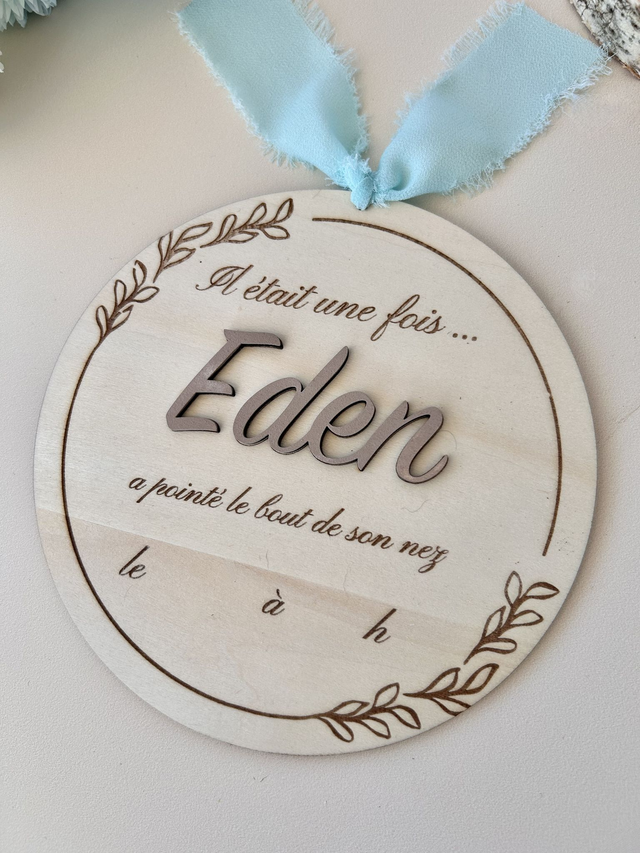 Il était une fois ...
Eden
a pointé le bout de son nez
le à h